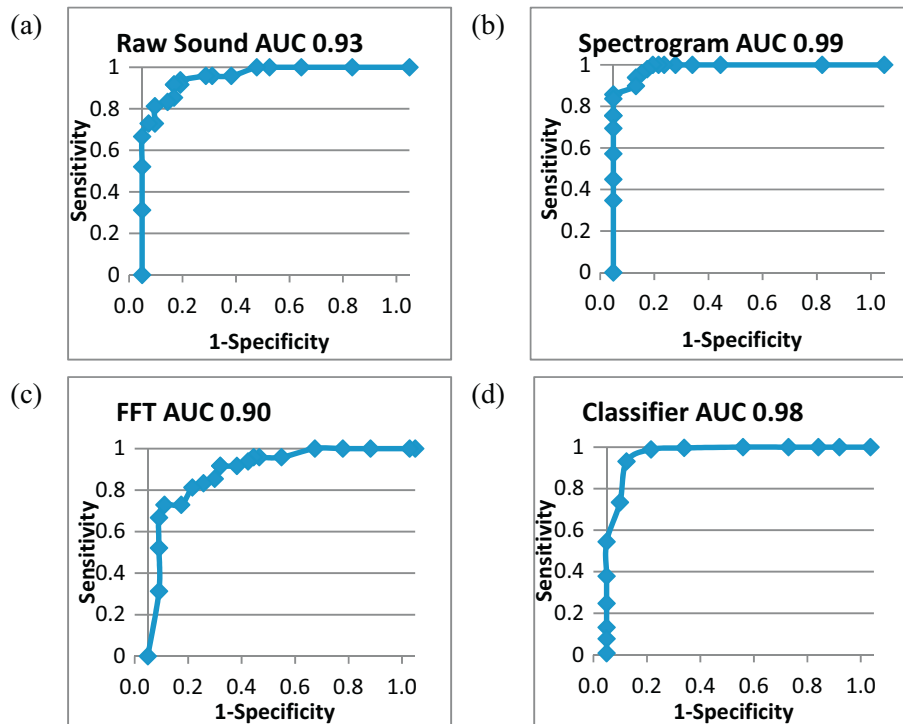 (a)
Raw Sound AUC 0.93
Sensitivity
1
0.8
0.6
0.4
0.2
0
0.0 0.2 0.4 0.6 0.8 1.0
1-Specificity
(b)
Spectrogram AUC 0.99
Sensitivity
1
0.8
0.6
0.4
0.2
0
0.0 0.2 0.4 0.6 0.8 1.0
1-Specificity
(c)
FFT AUC 0.90
Sensitivity
1
0.8
0.6
0.4
0.2
0
0.0 0.2 0.4 0.6 0.8 1.0
1-Specificity
(d)
Classifier AUC 0.98
Sensitivity
1
0.8
0.6
0.4
0.2
0
0.0 0.2 0.4 0.6 0.8 1.0
1-Specificity